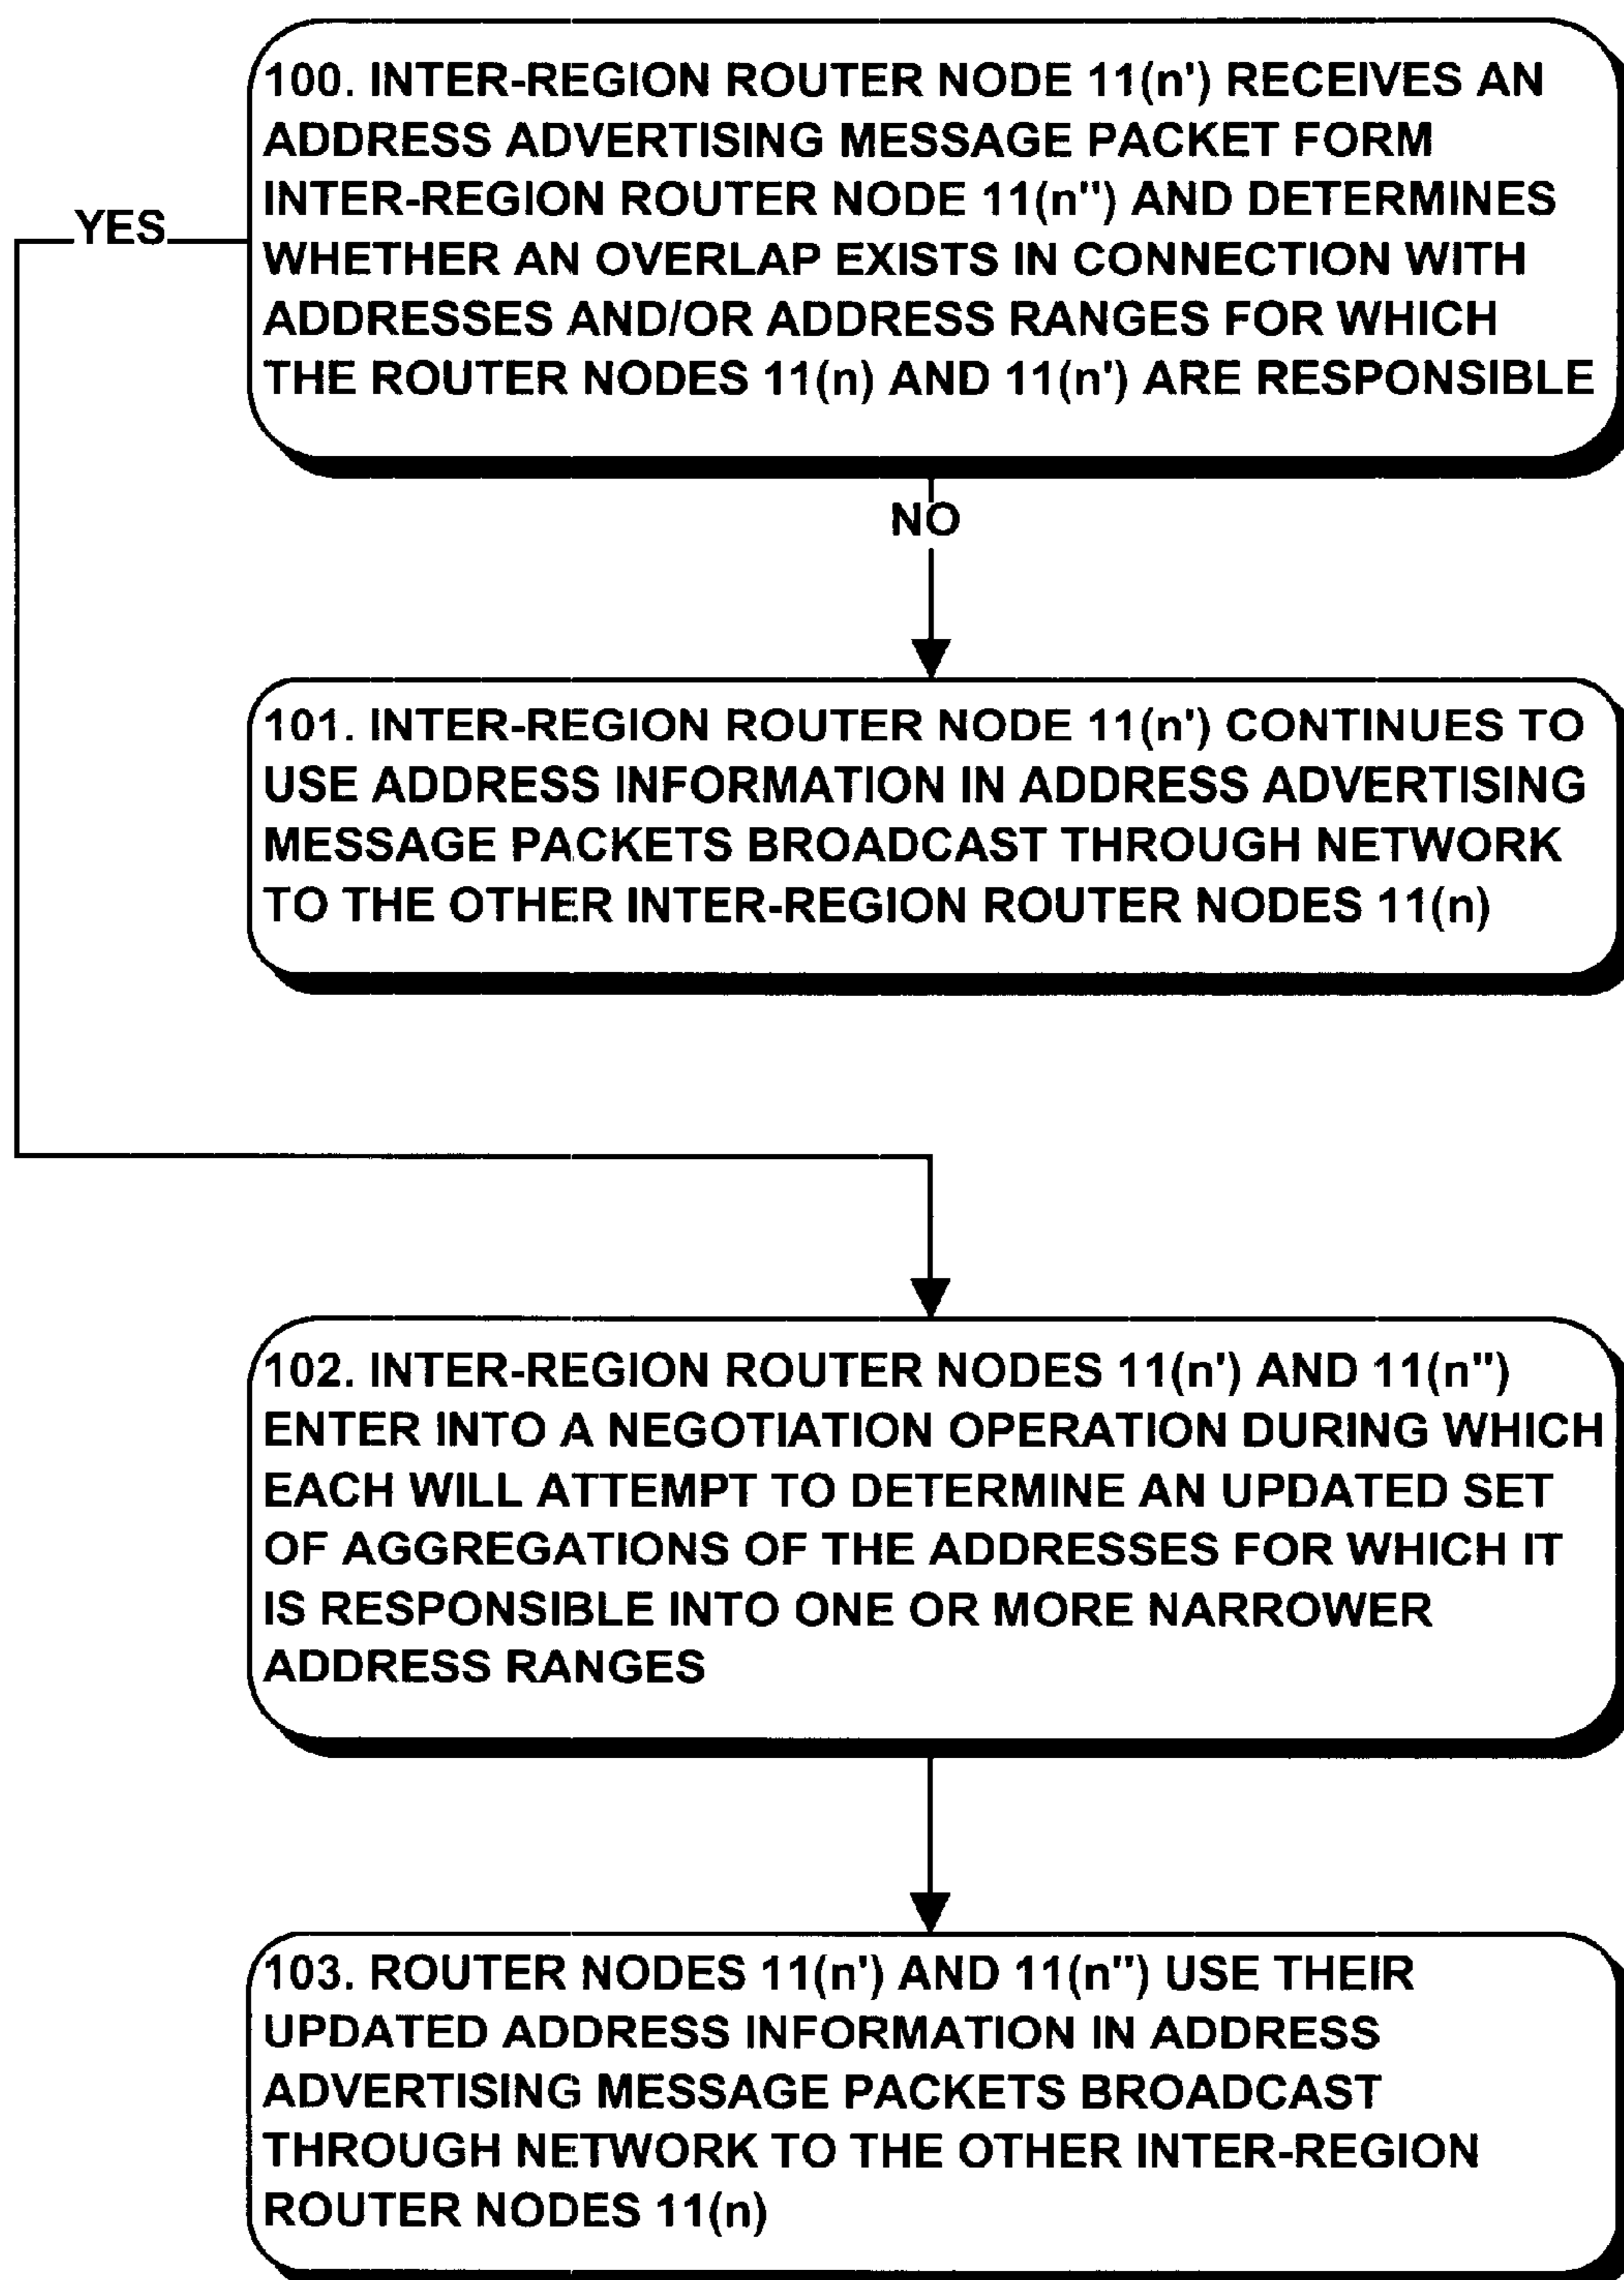 100. INTER-REGION ROUTER NODE 11(n') RECEIVES AN
ADDRESS ADVERTISING MESSAGE PACKET FORM
INTER-REGION ROUTER NODE 11(n") AND DETERMINES
WHETHER AN OVERLAP EXISTS IN CONNECTION WITH
ADDRESSES AND/OR ADDRESS RANGES FOR WHICH
THE ROUTER NODES 11(n) AND 11(n') ARE RESPONSIBLE
YES
NO
101. INTER-REGION ROUTER NODE 11(n') CONTINUES TO
USE ADDRESS INFORMATION IN ADDRESS ADVERTISING
MESSAGE PACKETS BROADCAST THROUGH NETWORK
TO THE OTHER INTER-REGION ROUTER NODES 11(n)
102. INTER-REGION ROUTER NODES 11(n') AND 11(n")
ENTER INTO A NEGOTIATION OPERATION DURING WHICH
EACH WILL ATTEMPT TO DETERMINE AN UPDATED SET
OF AGGREGATIONS OF THE ADDRESSES FOR WHICH IT
IS RESPONSIBLE INTO ONE OR MORE NARROWER
ADDRESS RANGES
103. ROUTER NODES 11(n') AND 11(n") USE THEIR
UPDATED ADDRESS INFORMATION IN ADDRESS
ADVERTISING MESSAGE PACKETS BROADCAST
THROUGH NETWORK TO THE OTHER INTER-REGION
ROUTER NODES 11(n)